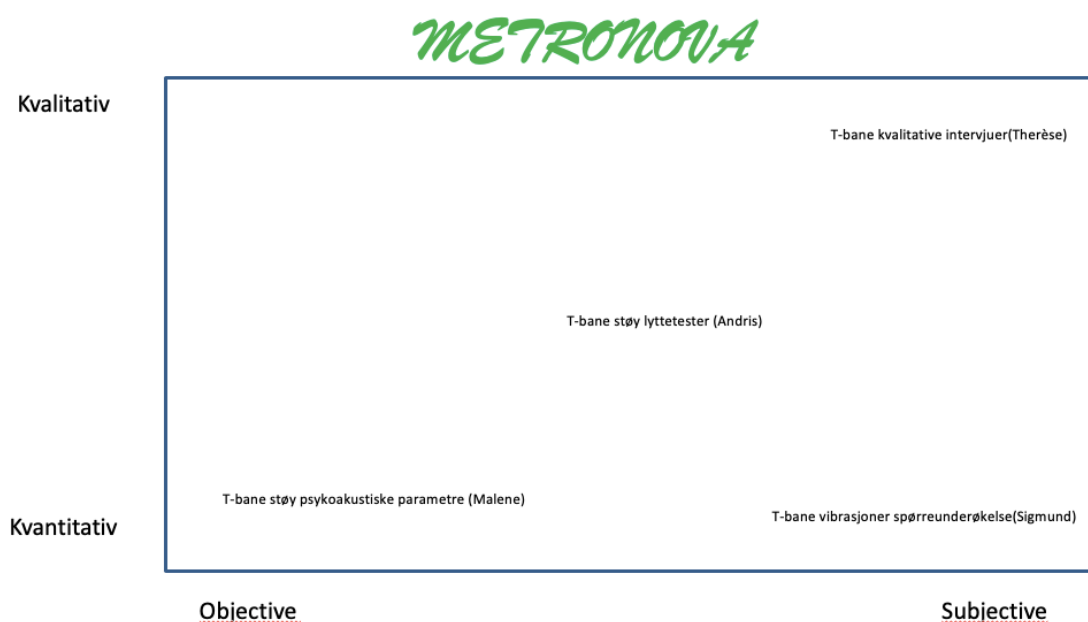 METRONOVA
Kvalitativ
T-bane kvalitative intervjuer(Therèse)
T-bane støy lyttetester (Andris)
T-bane støy psykoakustiske parametre (Malene)
Kvantitativ
T-bane vibrasjoner spørreunderøkelse(Sigmund)
Objective
Subjective